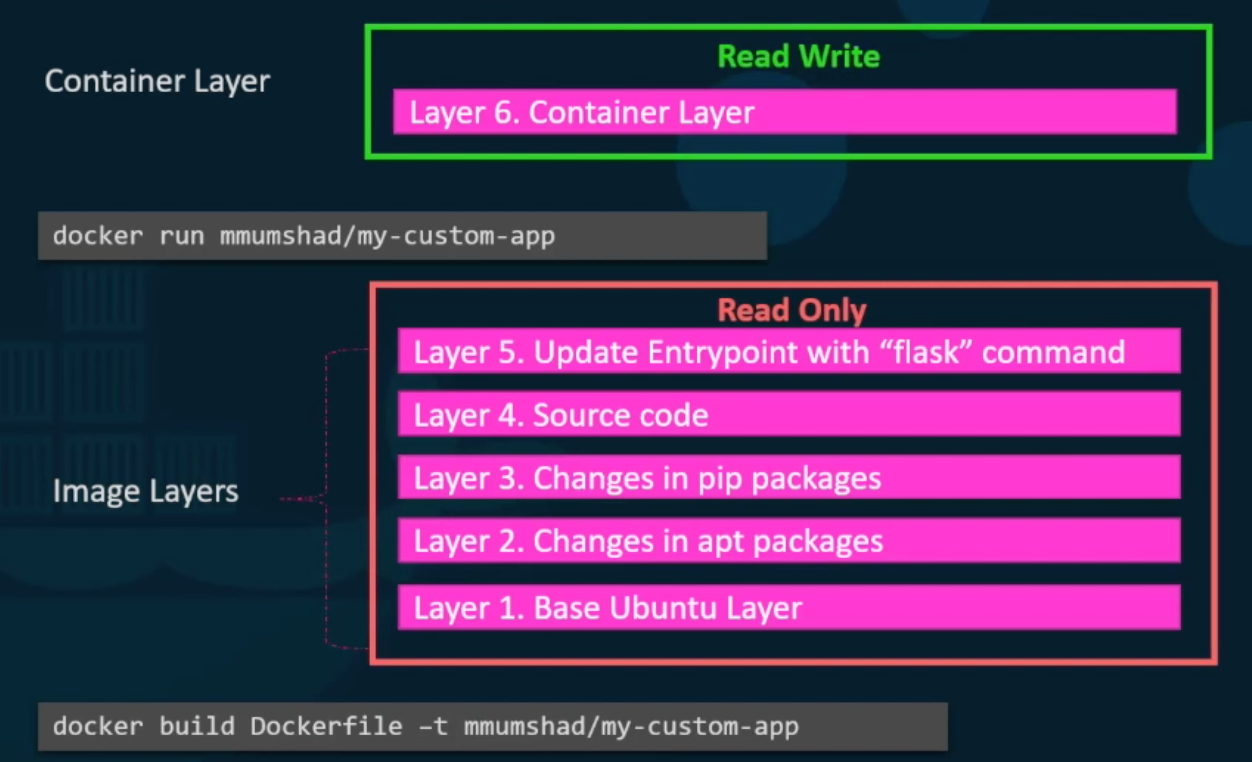 Read Write
Container Layer
Layer 6. Container Layer
docker run mmumshad/my-custom-app
Read Only
Layer 5. Update Entrypoint with “flask” command
Layer 4. Source code
Layer 3. Changes in pip packages
Image Layers
Layer 2. Changes in apt packages
Layer 1. Base Ubuntu Layer
docker build Dockerfile –t mmumshad/my-custom-app